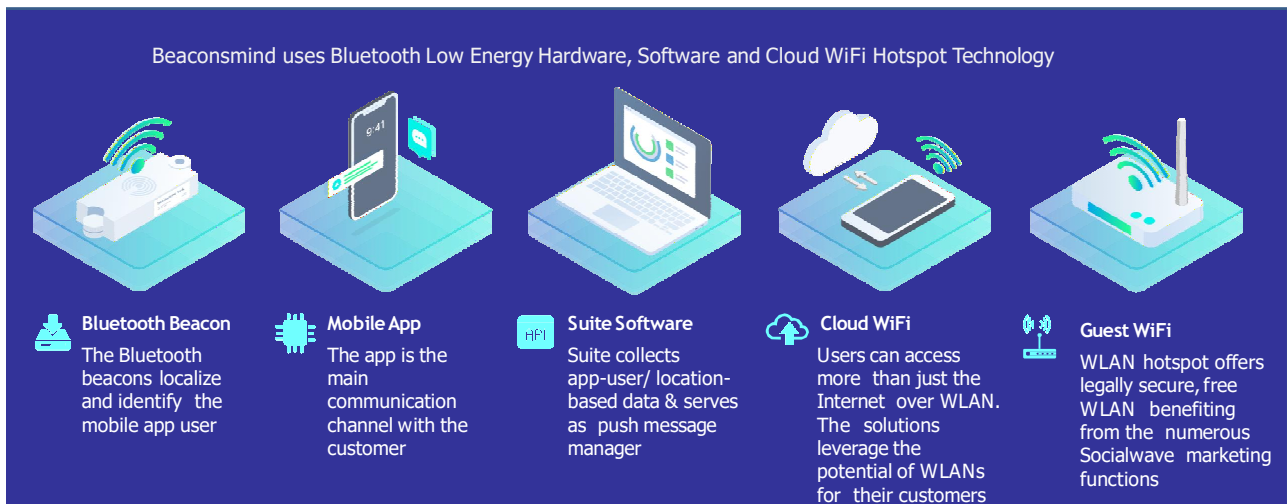 Beaconsmind uses Bluetooth Low Energy Hardware, Software and Cloud WiFi Hotspot Technology
9:41
Bluetooth Beacon
The Bluetooth
beacons localize
and identify the
mobile app user
Mobile App
The app is the
main
communication
channel with the
customer
API
Suite Software
Suite collects
app-user/ location-
based data & serves
as push message
manager
Cloud WiFi
Users can access
more than just the
Internet over WLAN.
The solutions
leverage the
potential of WLANs
for their customers
Guest WiFi
WLAN hotspot offers
legally secure, free
WLAN benefiting
from the numerous
Socialwave marketing
functions